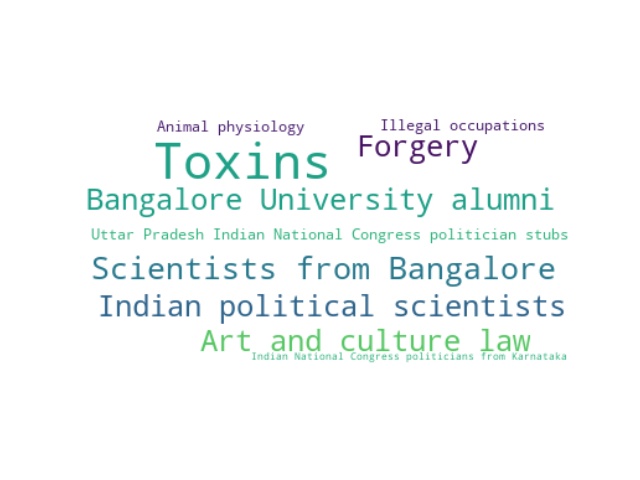 Animal physiology
Illegal occupations
Toxins
Forgery
Bangalore University alumni
Uttar Pradesh Indian National Congress politician stubs
Scientists from Bangalore
Indian political scientists
Art and culture law
Indian National Congress politicians from Karnataka